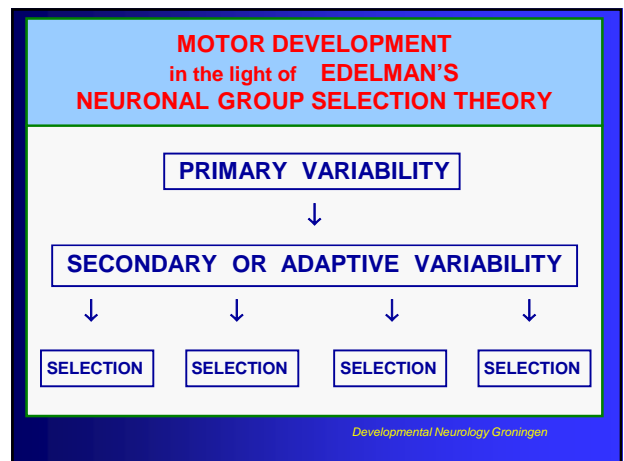 MOTOR DEVELOPMENT
in the light of EDELMAN'S
NEURONAL GROUP SELECTION THEORY
PRIMARY VARIABILITY
↓
SECONDARY OR ADAPTIVE VARIABILITY
↓ ↓ ↓ ↓
SELECTION SELECTION SELECTION SELECTION
Developmental Neurology Groningen